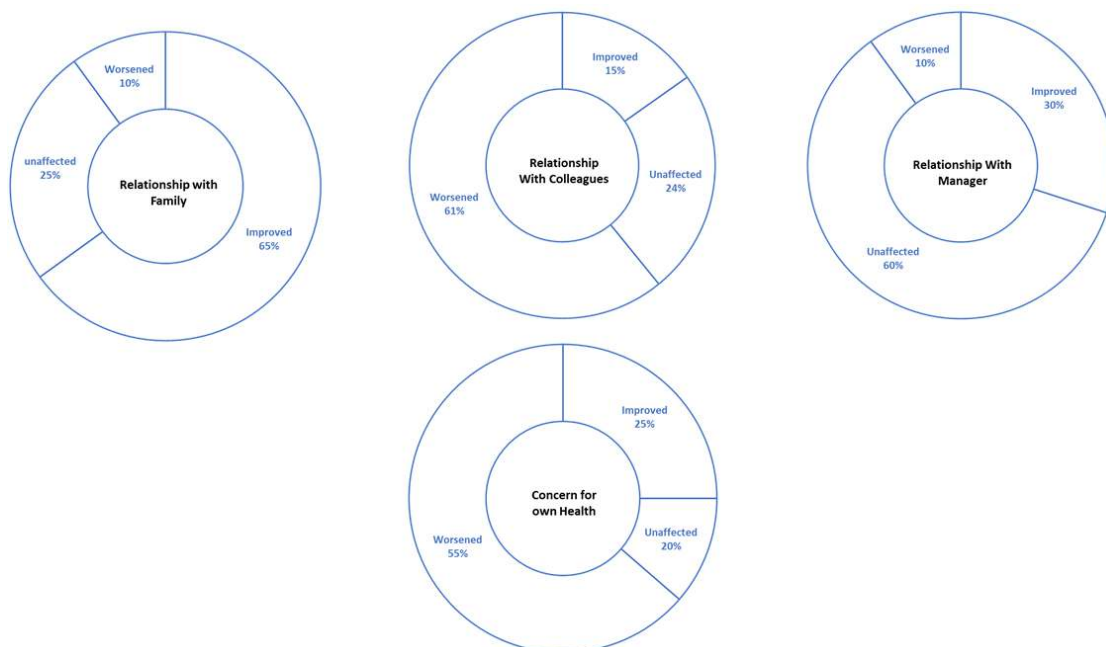 Worsened
10%
unaffected
25%
Relationship with
Family
Improved
65%
Improved
15%
Relationship
With Colleagues
Unaffected
24%
Worsened
61%
Worsened
10%
Improved
30%
Relationship With
Manager
Unaffected
60%
Improved
25%
Concern for
own Health
Unaffected
20%
Worsened
55%